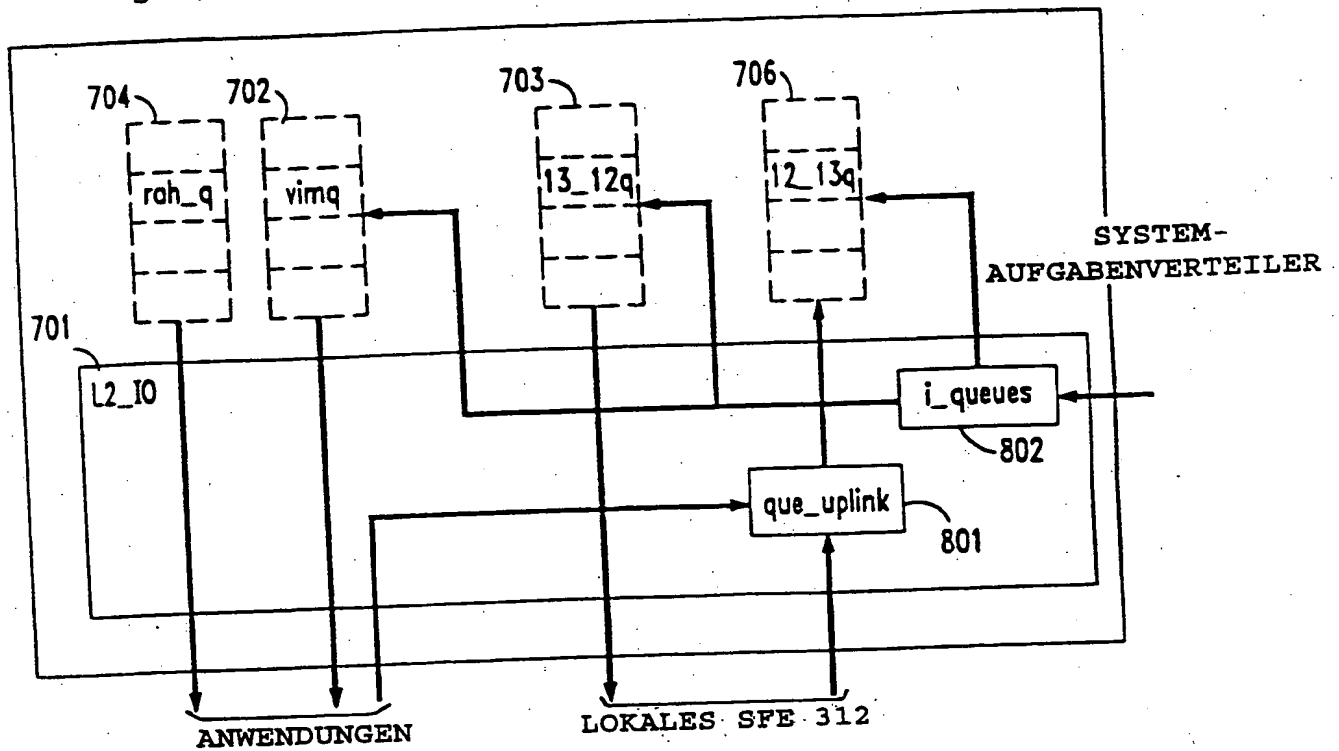 704
702
703
706
rah_q
vimq
13_12q
12_13q
SYSTEM-
AUFGABENVERTEILER
701
L2_IO
i_queues
802
que_uplink
801
ANWENDUNGEN
LOKALES SFE 312